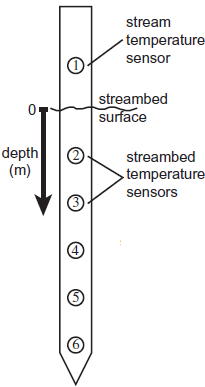 stream
temperature
sensor
1
0
streambed
surface
depth
(m)
2
streambed
temperature
sensors
3
4
5
6